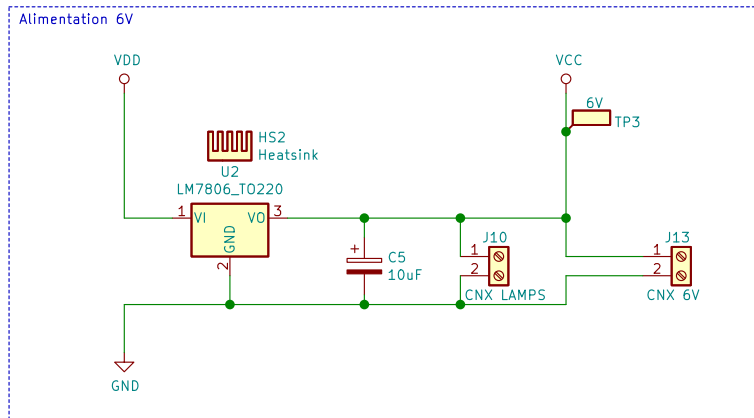 Alimentation 6V
VDD
VCC
6V
TP3
HS2
Heatsink
U2
LM7806_TO220
1 VI VO 3
GND
2
+
C5
10uF
J10
1
2
CNX LAMPS
J13
1
2
CNX 6V
GND